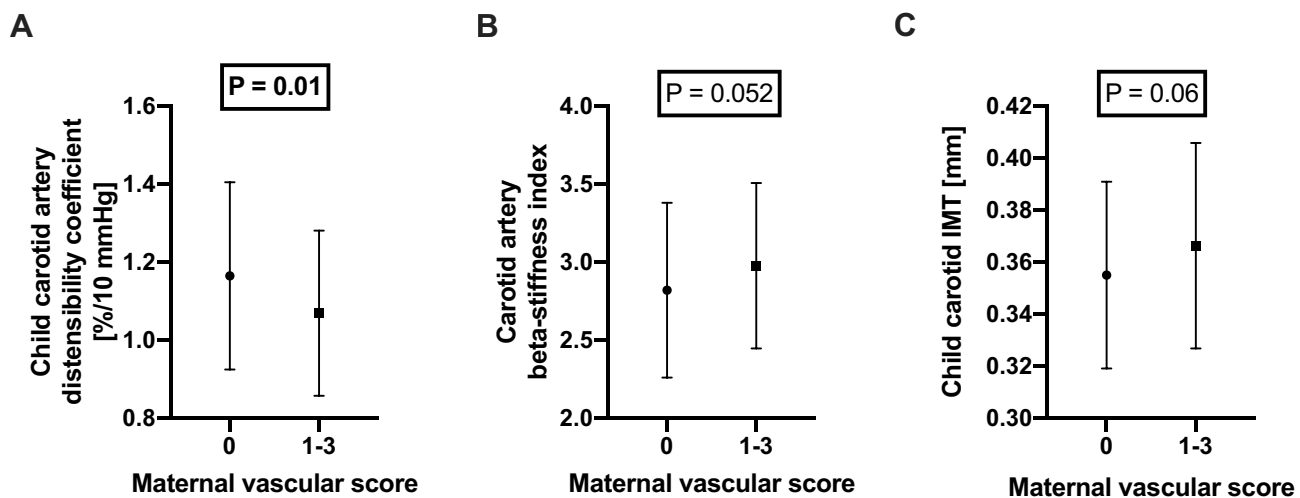 A
P = 0.01
Child carotid artery
distensibility coefficient
[%/10 mmHg]
1.6
1.4
1.2
1.0
0.8
0
1-3
Maternal vascular score
B
P = 0.052
Carotid artery
beta-stiffness index
4.0
3.5
3.0
2.5
2.0
0
1-3
Maternal vascular score
C
P = 0.06
Child carotid IMT [mm]
0.42
0.40
0.38
0.36
0.34
0.32
0.30
0
1-3
Maternal vascular score